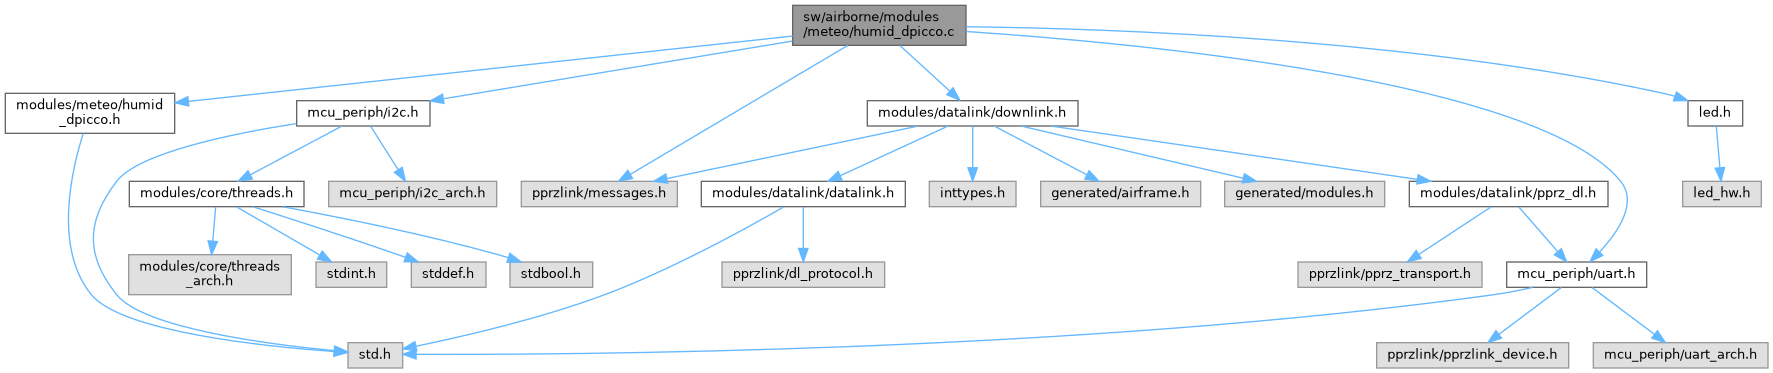 sw/airborne/modules
/meteo/humid_dpicco.c
modules/meteo/humid
_dpicco.h
mcu_periph/i2c.h
modules/datalink/downlink.h
led.h
modules/core/threads.h
mcu_periph/i2c_arch.h
pprzlink/messages.h
modules/datalink/datalink.h
inttypes.h
generated/airframe.h
generated/modules.h
modules/datalink/pprz_dl.h
led_hw.h
modules/core/threads
_arch.h
stdint.h
stddef.h
stdbool.h
pprzlink/dl_protocol.h
pprzlink/pprz_transport.h
mcu_periph/uart.h
std.h
pprzlink/pprzlink_device.h
mcu_periph/uart_arch.h